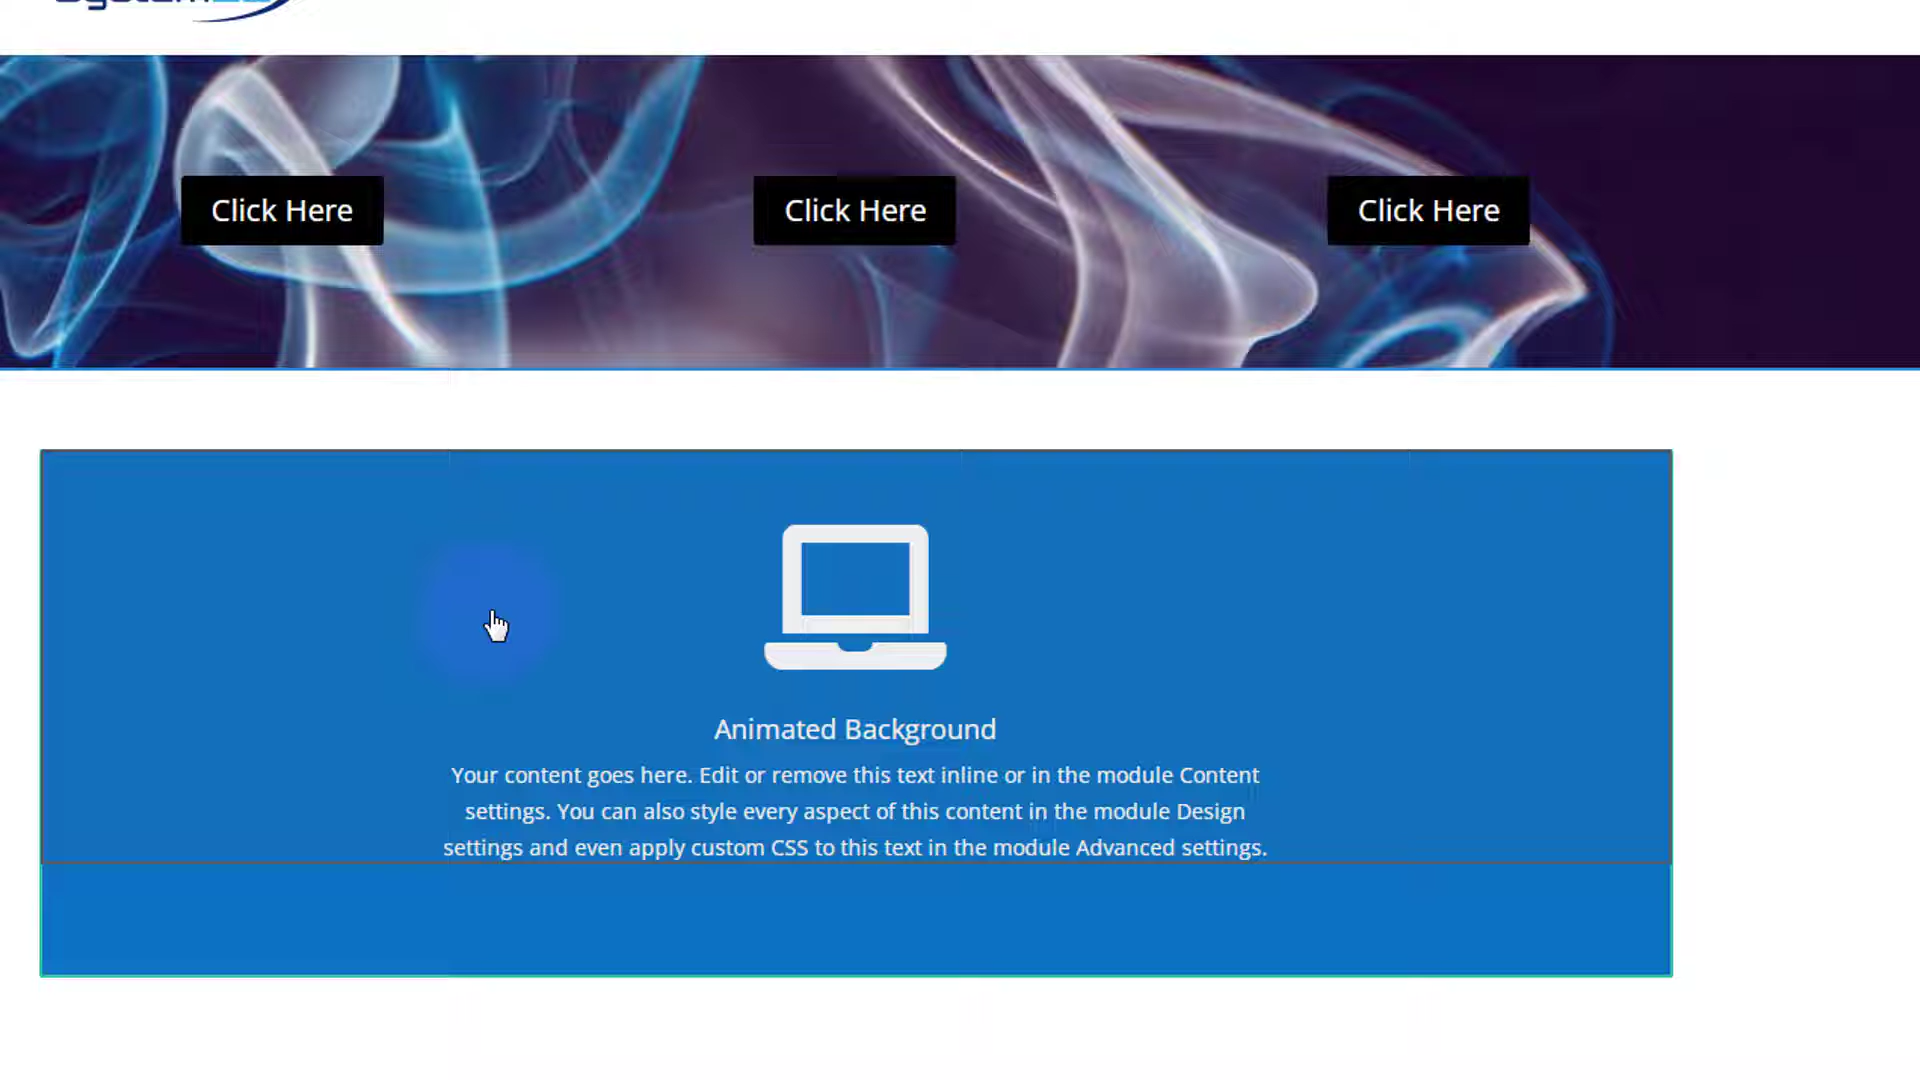 Click Here
Click Here
Click Here
Animated Background
Your content goes here. Edit or remove this text inline or in the module Content
settings. You can also style every aspect of this content in the module Design
settings and even apply custom CSS to this text in the module Advanced settings.